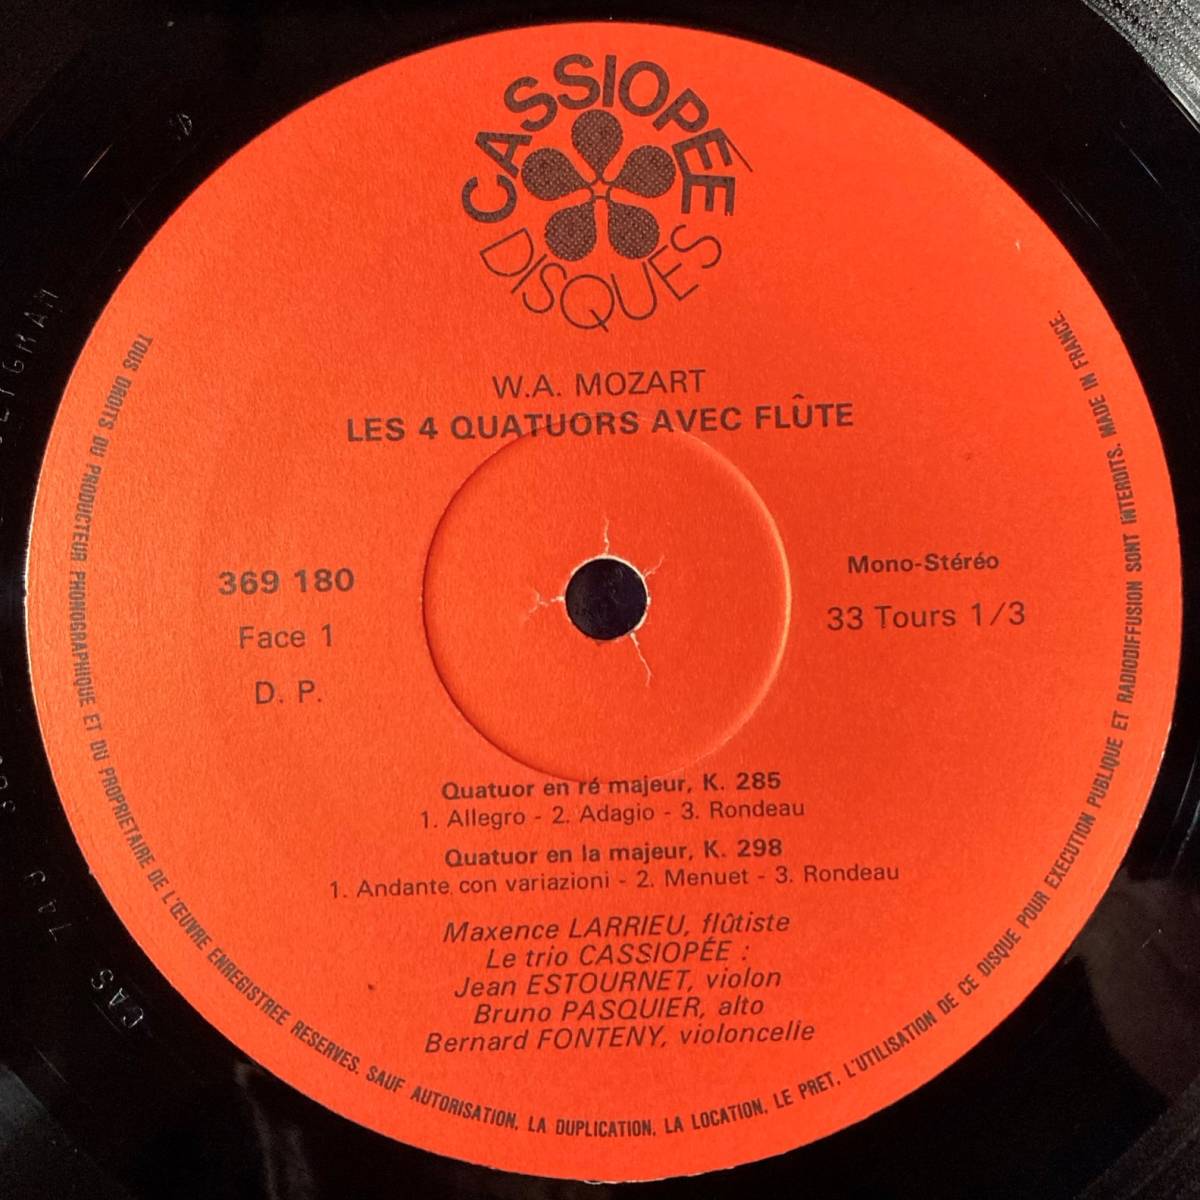 CASSIOPÉE
DISQUES
W.A. MOZART
LES 4 QUATUORS AVEC FLÛTE
369 180
Face 1
D. P.
Mono-Stéréo
33 Tours 1/3
Quatuor en ré majeur, K. 285
1. Allegro - 2. Adagio - 3. Rondeau
Quatuor en la majeur, K. 298
1. Andante con variazioni - 2. Menuet - 3. Rondeau
Maxence LARRIEU, flûtiste
Le trio CASSIOPÉE :
Jean ESTOURNET, violon
Bruno PASQUIER, alto
Bernard FONTENY, violoncelle
TOUS DROITS DU PRODUCTEUR PHONOGRAPHIQUE ET DU PROPRIETAIRE DE L'ŒUVRE ENREGISTREE RESERVES. SAUF AUTORISATION, LA DUPLICATION, LA LOCATION, LE PRET, L'UTILISATION DE CE DISQUE POUR EXECUTION PUBLIQUE ET RADIODIFFUSION SONT INTERDITS. MADE IN FRANCE.
CAS